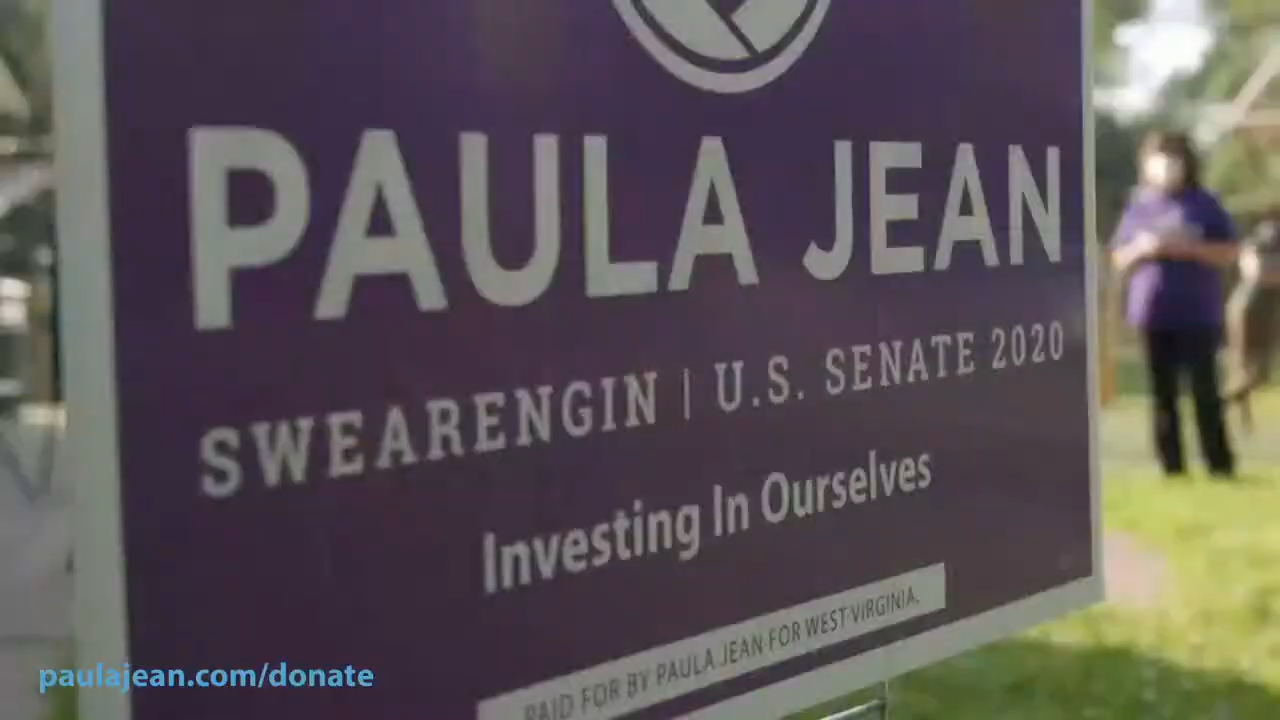 PAULA JEAN
SWEARENGIN | U.S. SENATE 2020
Investing In Ourselves
PAID FOR BY PAULA JEAN FOR WEST VIRGINIA.
paulajean.com/donate